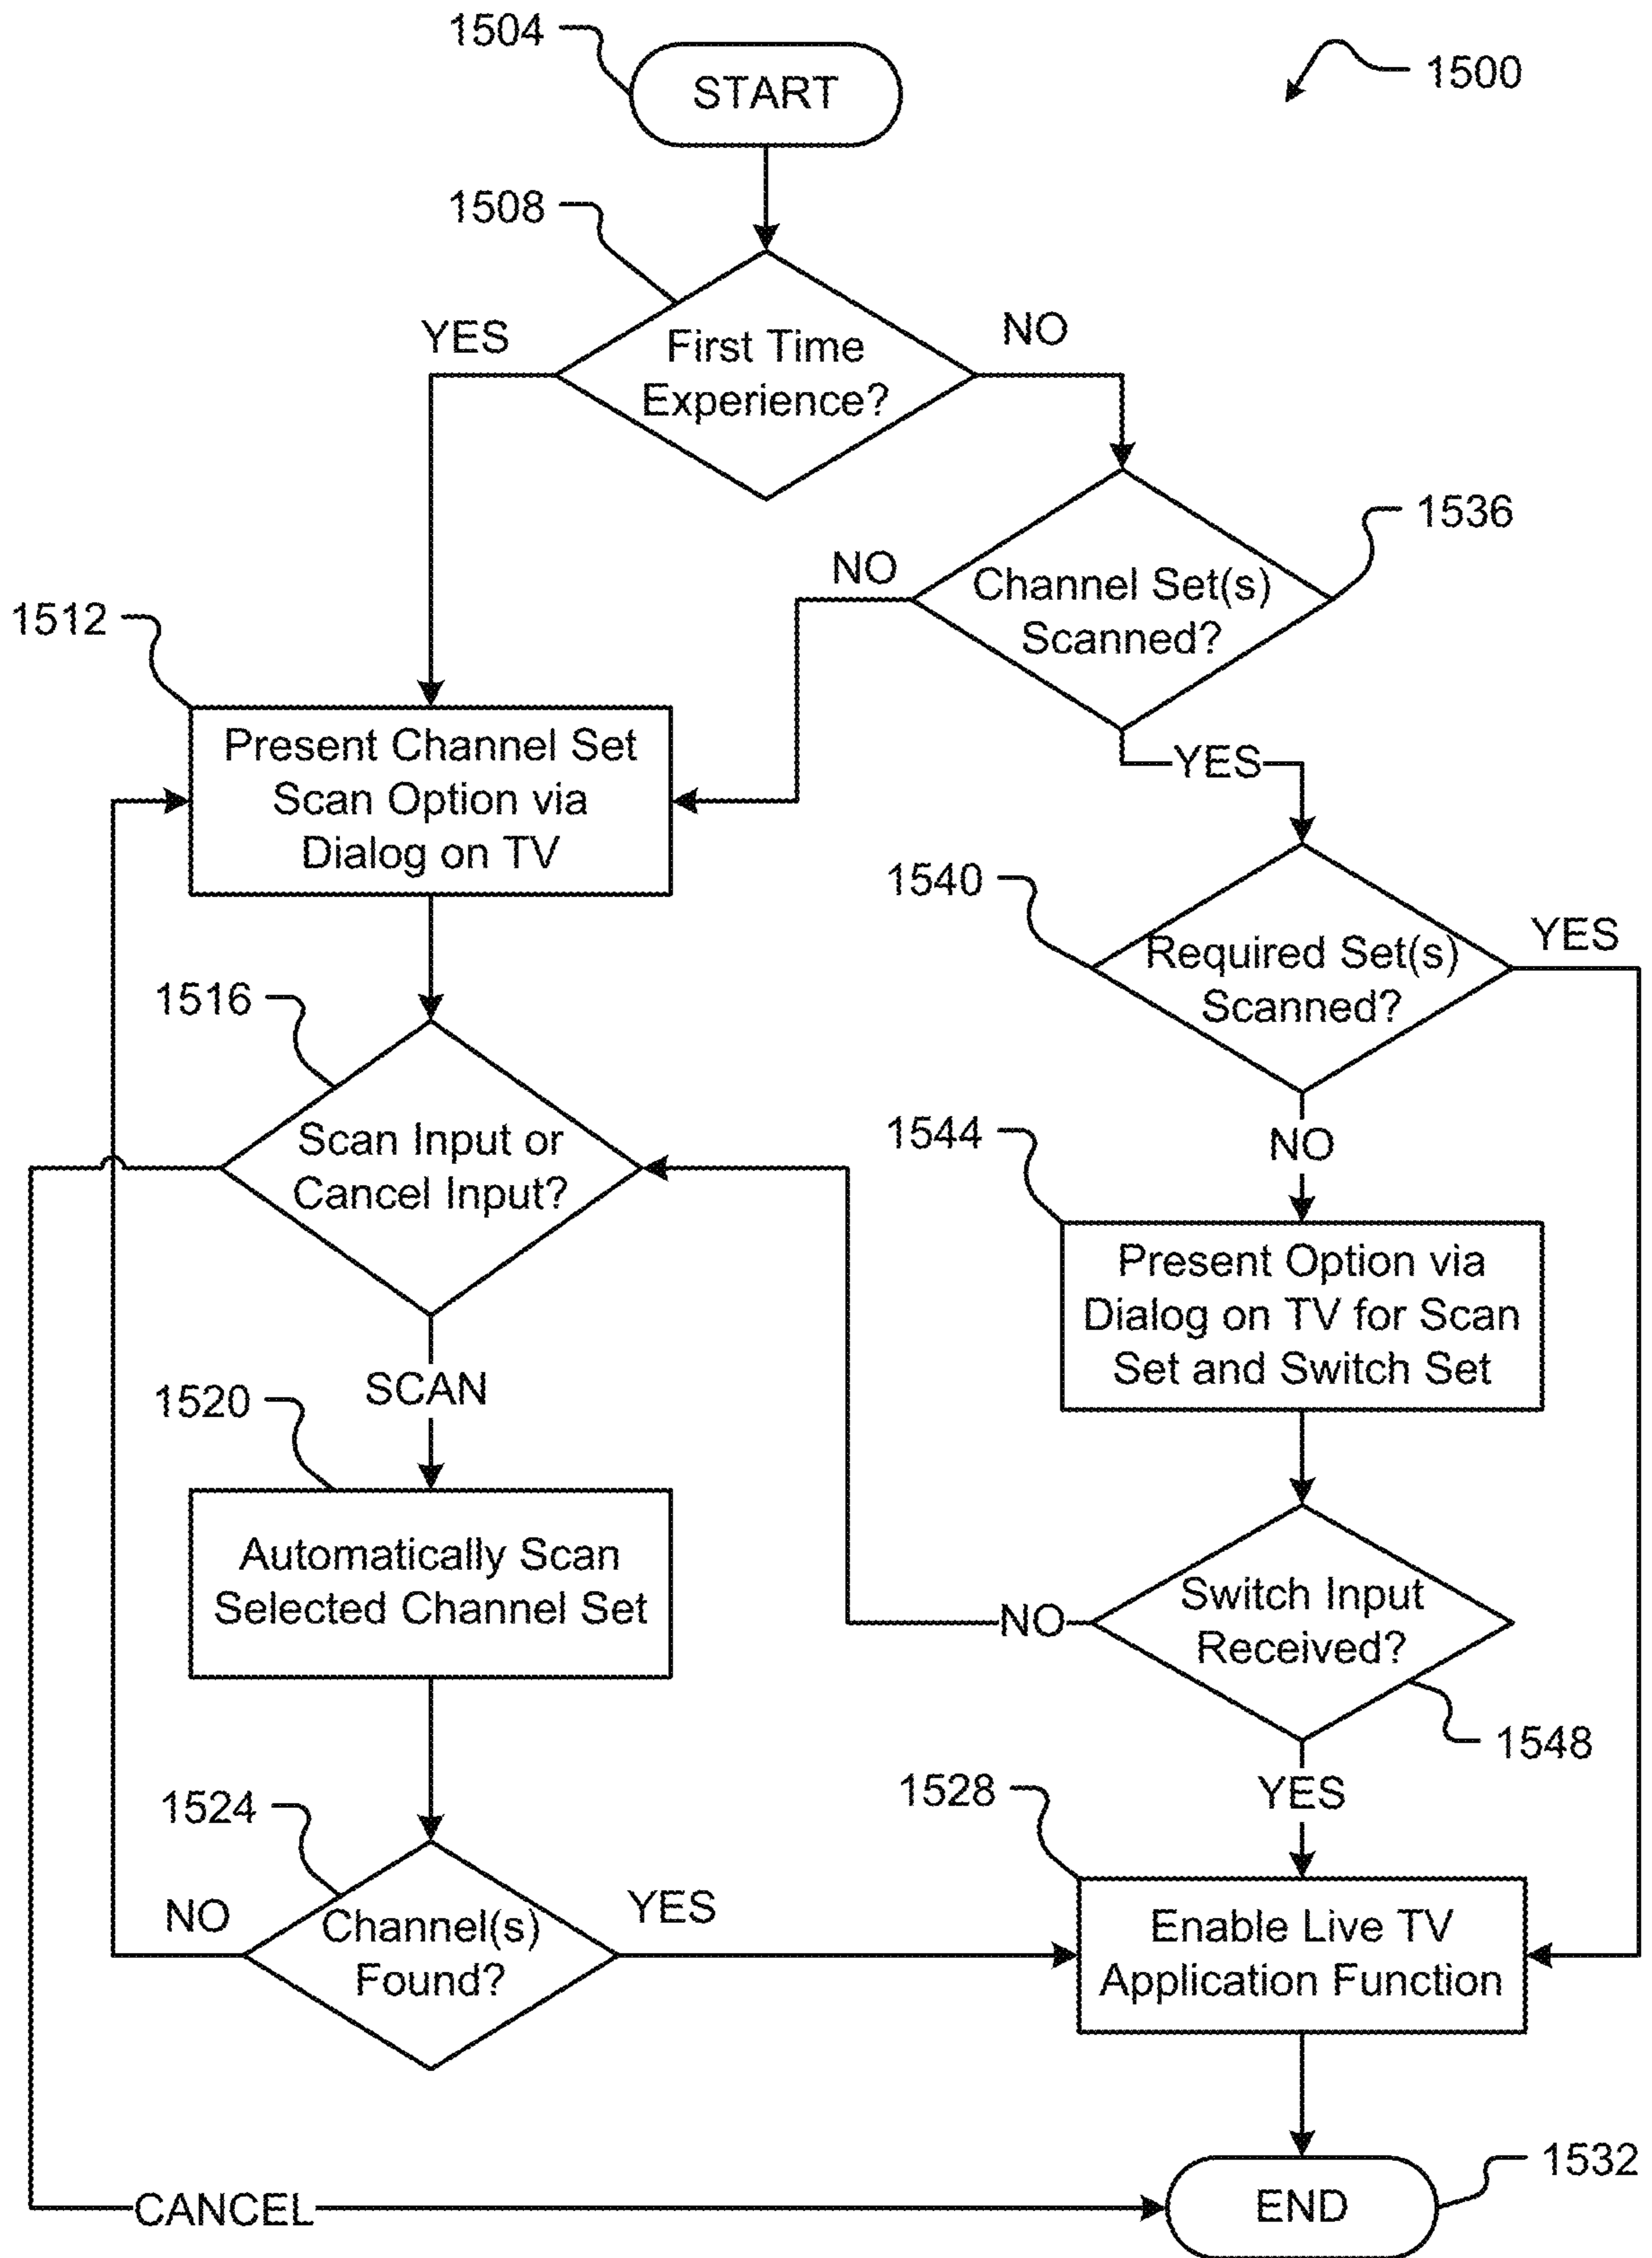 1504
START
1500
1508
YES
First Time
Experience?
NO
1536
NO
Channel Set(s)
Scanned?
1512
Present Channel Set
Scan Option via
Dialog on TV
YES
1540
Required Set(s)
Scanned?
YES
1516
Scan Input or
Cancel Input?
1544
NO
Present Option via
Dialog on TV for Scan
Set and Switch Set
SCAN
1520
Automatically Scan
Selected Channel Set
NO
Switch Input
Received?
1548
YES
1524
NO
Channel(s)
Found?
YES
1528
Enable Live TV
Application Function
1532
CANCEL
END